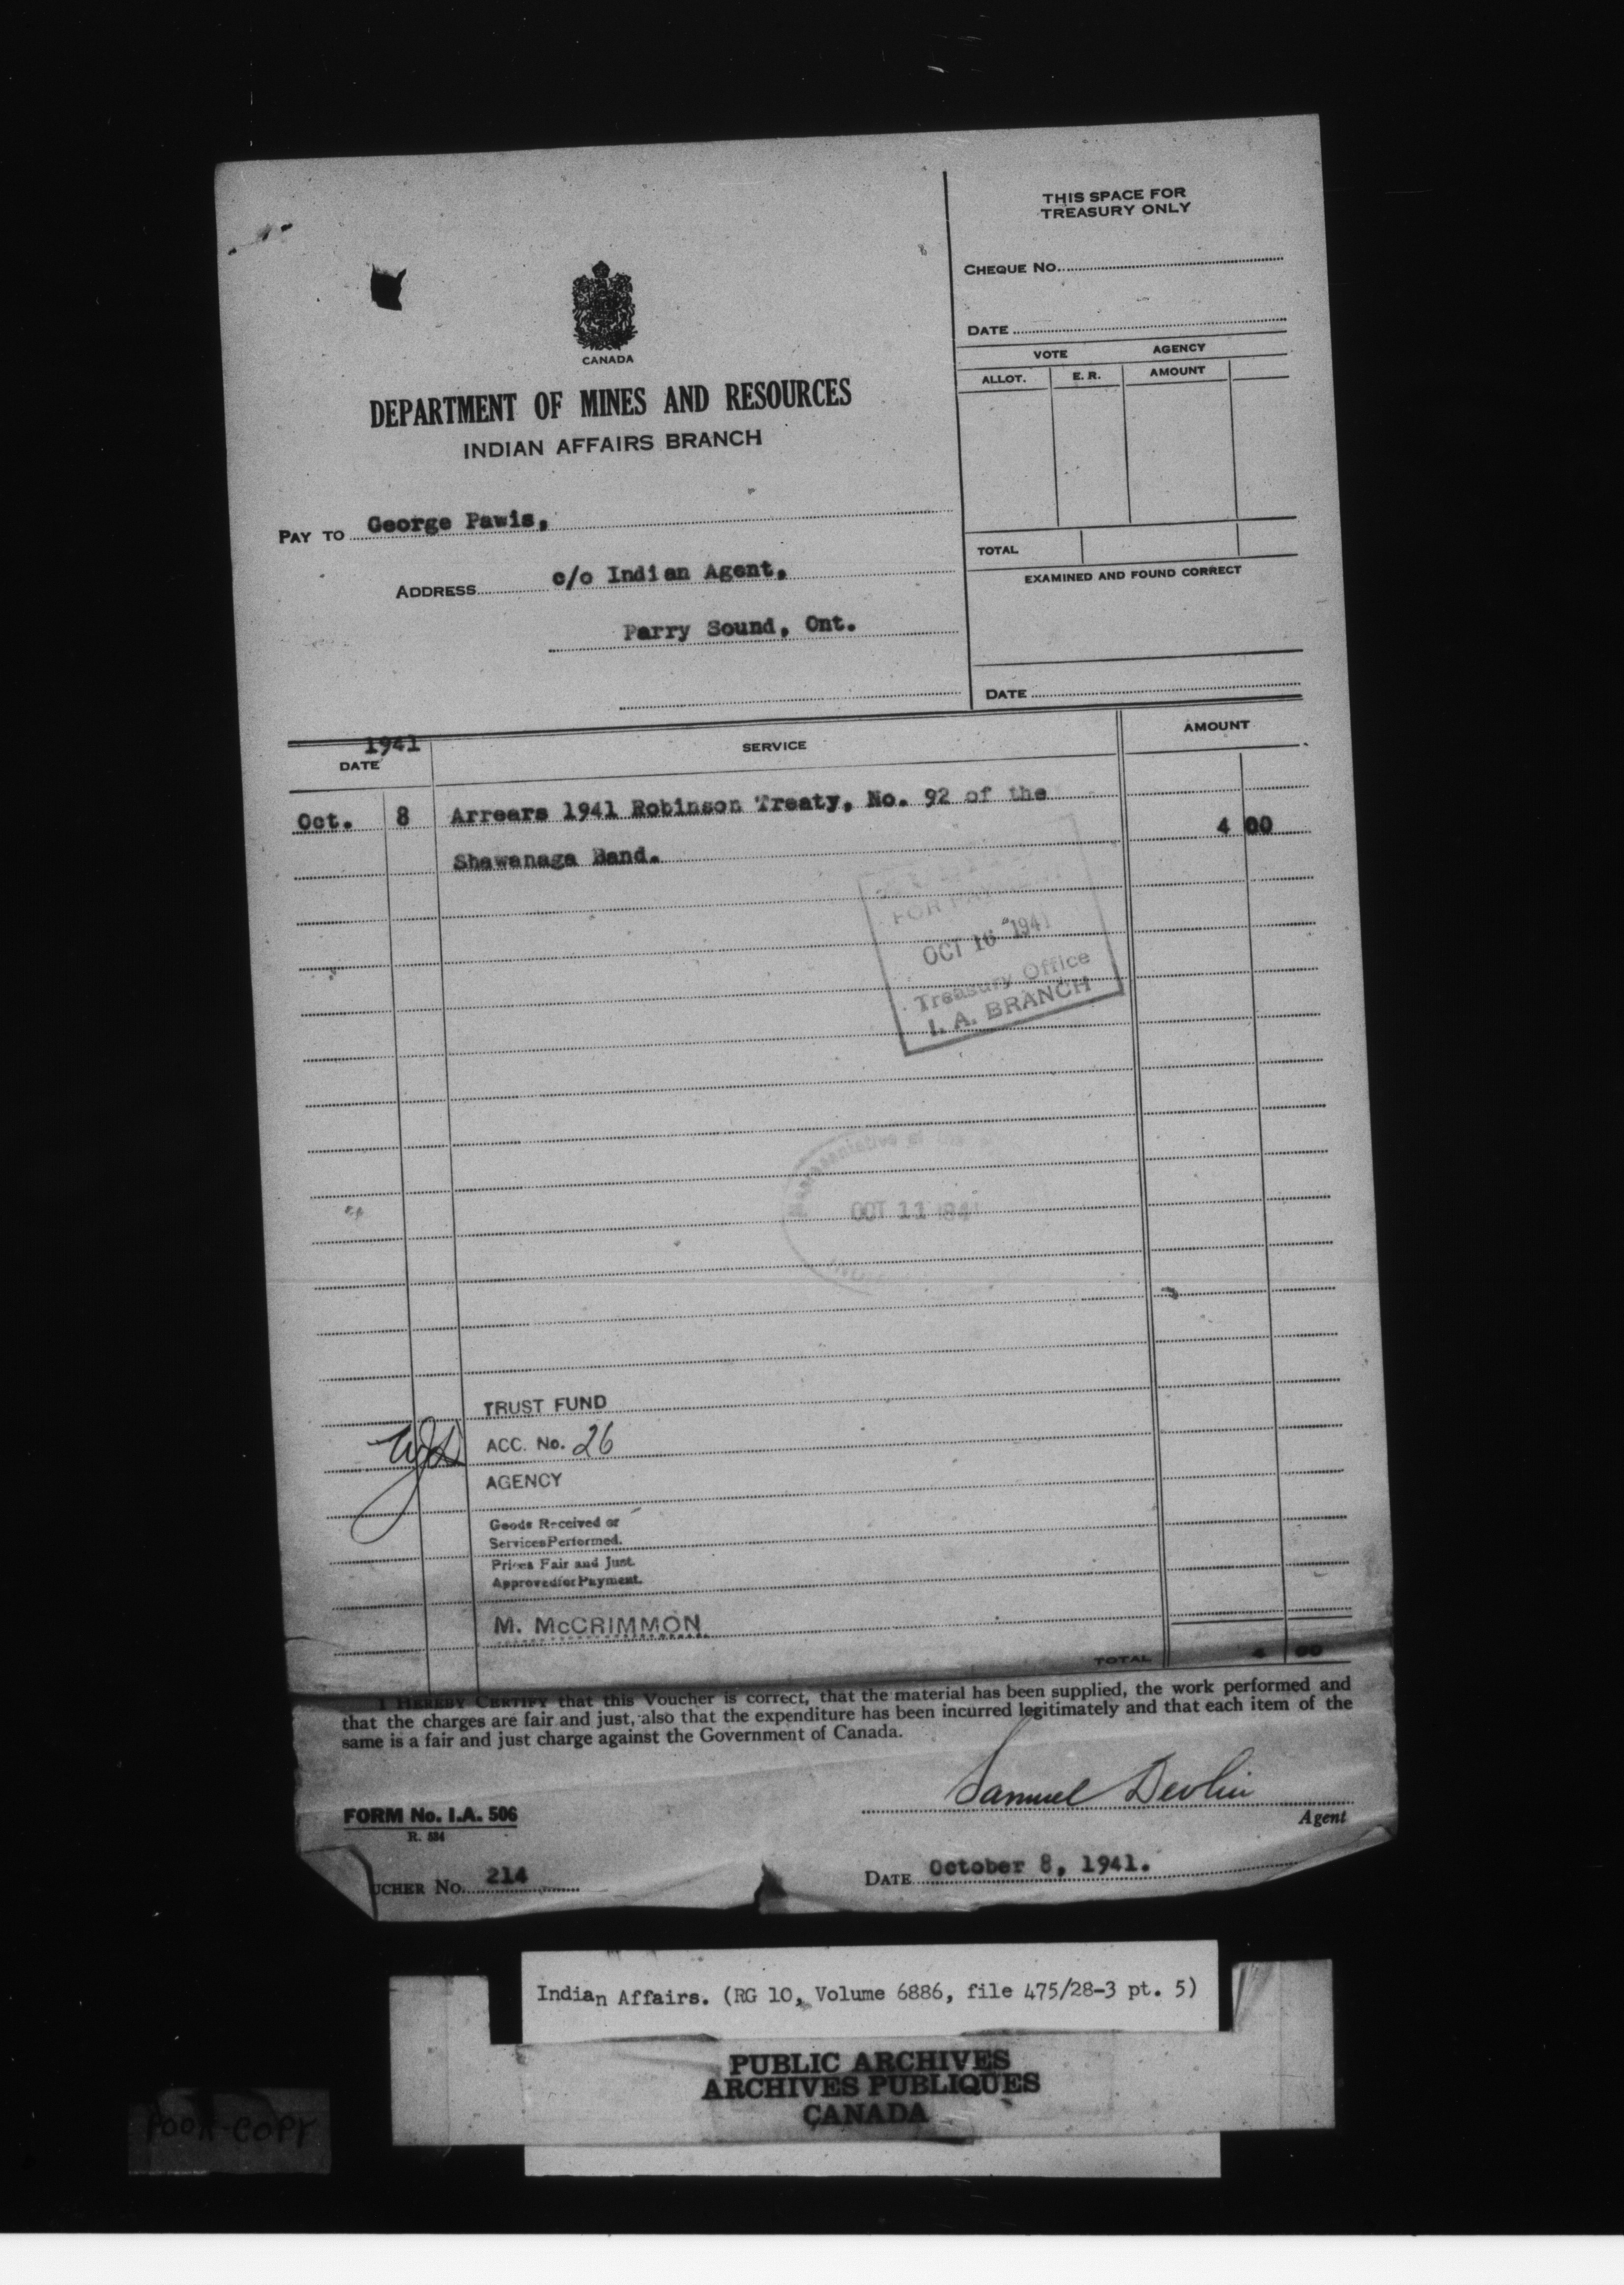 THIS SPACE FOR
TREASURY ONLY
CHEQUE NO.
DATE
VOTE AGENCY
ALLOT. E. R. AMOUNT
TOTAL
EXAMINED AND FOUND CORRECT
DATE
CANADA
DEPARTMENT OF MINES AND RESOURCES
INDIAN AFFAIRS BRANCH
PAY TO George Pawis,
ADDRESS c/o Indian Agent,
Parry Sound, Ont.
1941
DATE SERVICE AMOUNT
Oct. 8 Arrears 1941 Robinson Treaty, No. 92 of the
Shawanaga Band. 4 00
FOR PAYMENT
OCT 16 1941
Treasury Office
I. A. BRANCH
Representative of the
OCT 11 1941
TRUST FUND
ACC. No. 26
AGENCY
Goods Received or
Services Performed.
Prices Fair and Just.
Approved for Payment.
M. McCRIMMON
TOTAL 4 00
I HEREBY CERTIFY that this Voucher is correct, that the material has been supplied, the work performed and
that the charges are fair and just, also that the expenditure has been incurred legitimately and that each item of the
same is a fair and just charge against the Government of Canada.
Samuel Devlin
Agent
FORM No. I.A. 506
R. 534
UCHER NO. 214
DATE October 8, 1941.
Indian Affairs. (RG 10, Volume 6886, file 475/28-3 pt. 5)
PUBLIC ARCHIVES
ARCHIVES PUBLIQUES
CANADA
POOR COPY